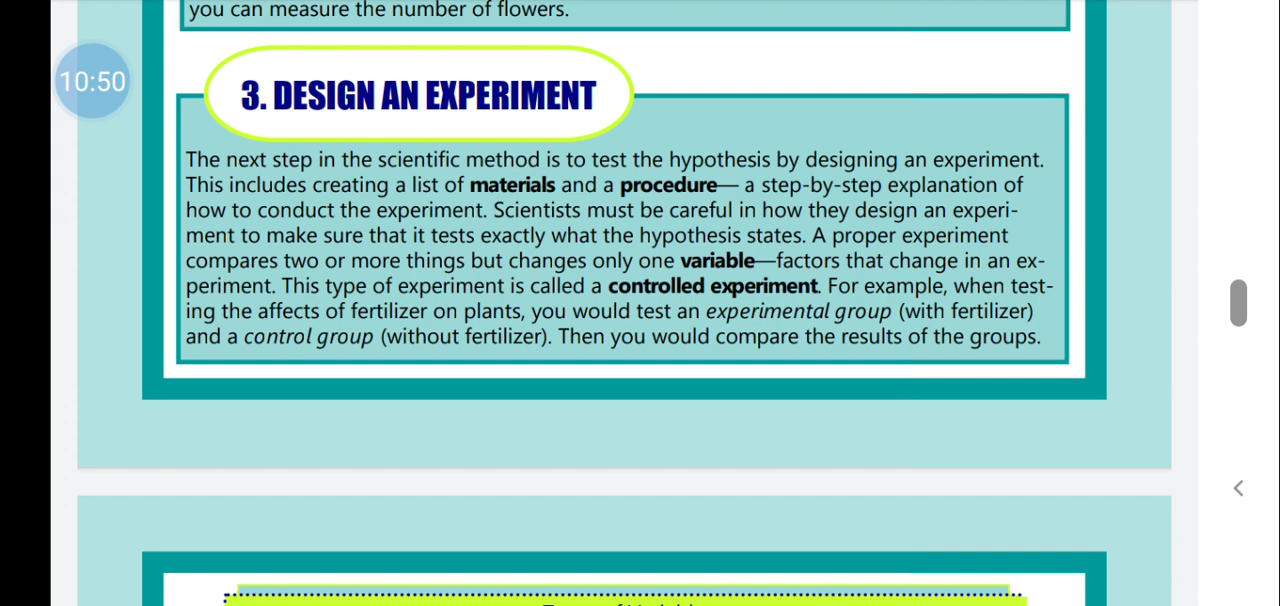 you can measure the number of flowers.
10:50
3. DESIGN AN EXPERIMENT
The next step in the scientific method is to test the hypothesis by designing an experiment.
This includes creating a list of materials and a procedure— a step-by-step explanation of
how to conduct the experiment. Scientists must be careful in how they design an experi-
ment to make sure that it tests exactly what the hypothesis states. A proper experiment
compares two or more things but changes only one variable—factors that change in an ex-
periment. This type of experiment is called a controlled experiment. For example, when test-
ing the affects of fertilizer on plants, you would test an experimental group (with fertilizer)
and a control group (without fertilizer). Then you would compare the results of the groups.